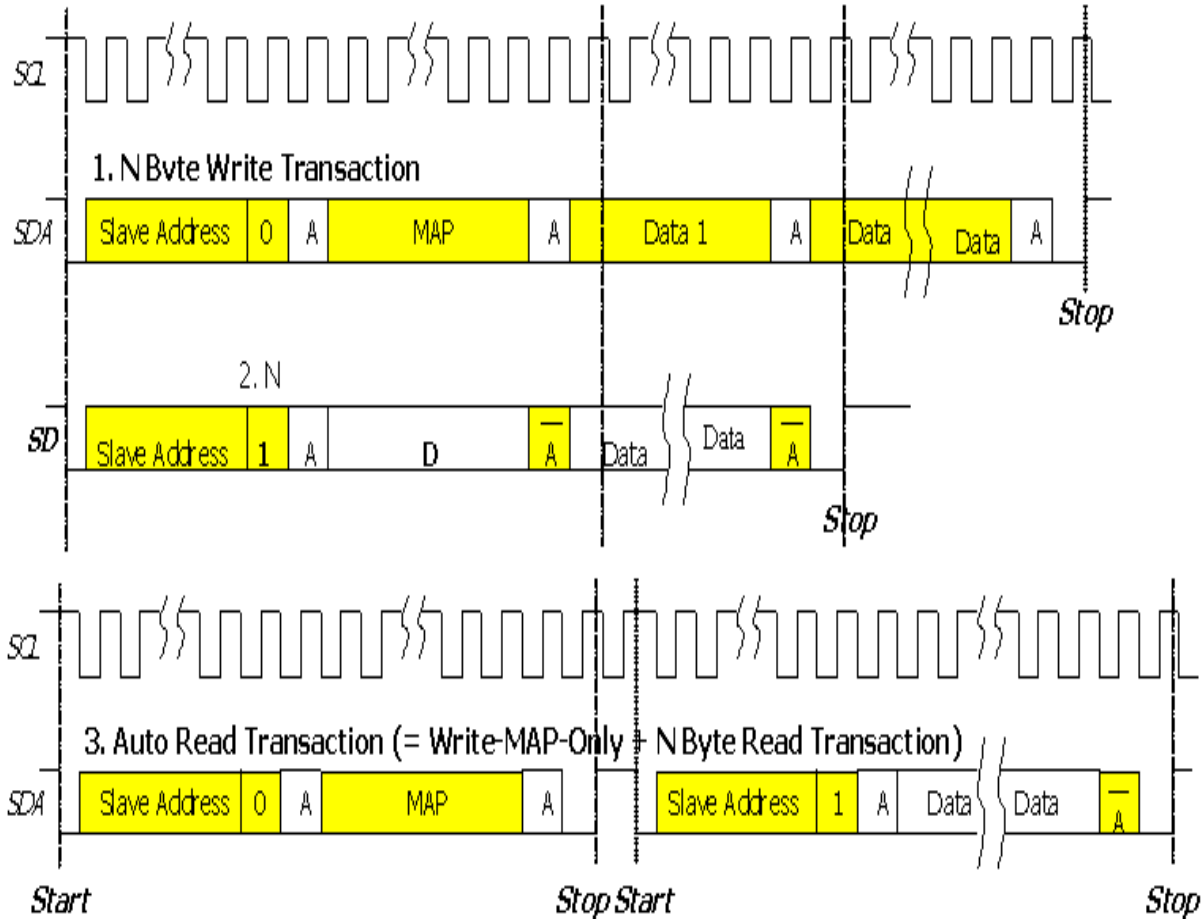 SCL
1. N Byte Write Transaction
SDA
Slave Address 0 A MAP A Data 1 A Data Data A
Stop
2. N
SD
Slave Address 1 A D A Data Data A
Stop
SCL
3. Auto Read Transaction (= Write-MAP-Only + N Byte Read Transaction)
SDA
Slave Address 0 A MAP A Slave Address 1 A Data Data A
Start Stop Start Stop